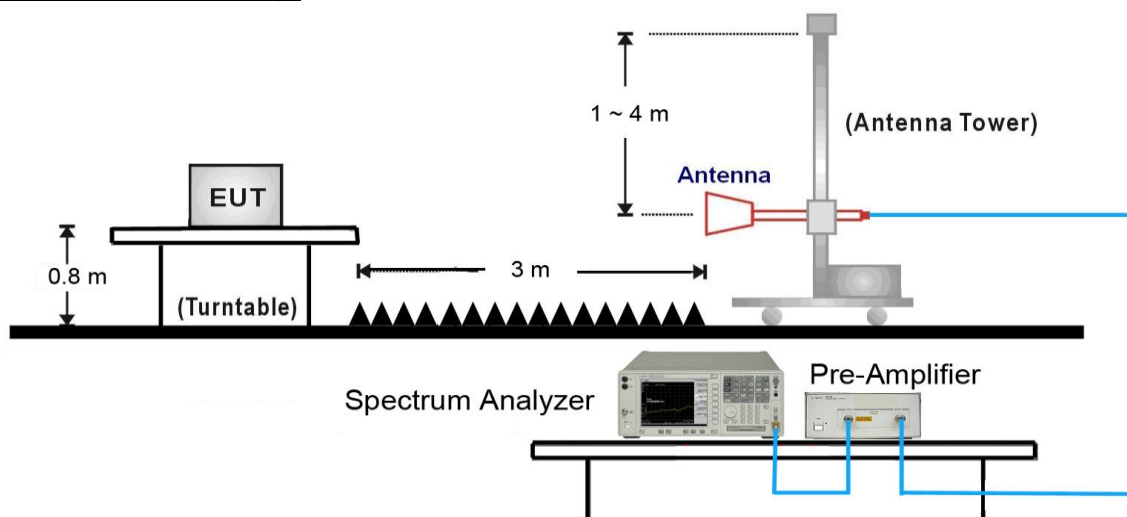 1 ~ 4 m
(Antenna Tower)
Antenna
EUT
0.8 m
(Turntable)
3 m
Spectrum Analyzer
Pre-Amplifier